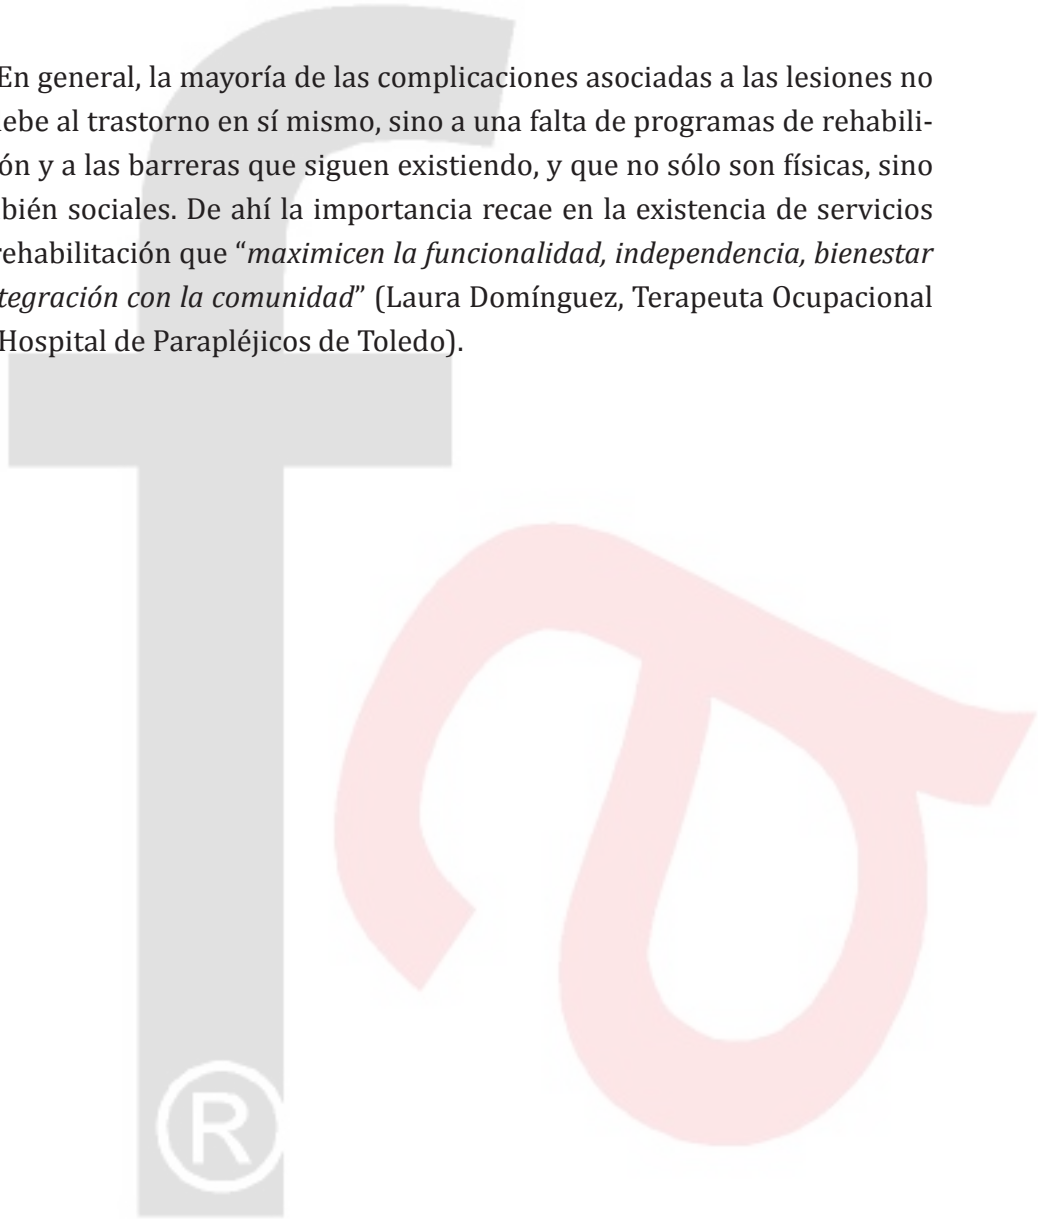 En general, la mayoría de las complicaciones asociadas a las lesiones no
ebe al trastorno en sí mismo, sino a una falta de programas de rehabili-
ón y a las barreras que siguen existiendo, y que no sólo son físicas, sino
bién sociales. De ahí la importancia recae en la existencia de servicios
rehabilitación que “maximicen la funcionalidad, independencia, bienestar
tegración con la comunidad” (Laura Domínguez, Terapeuta Ocupacional
Hospital de Parapléjicos de Toledo).
fa
®